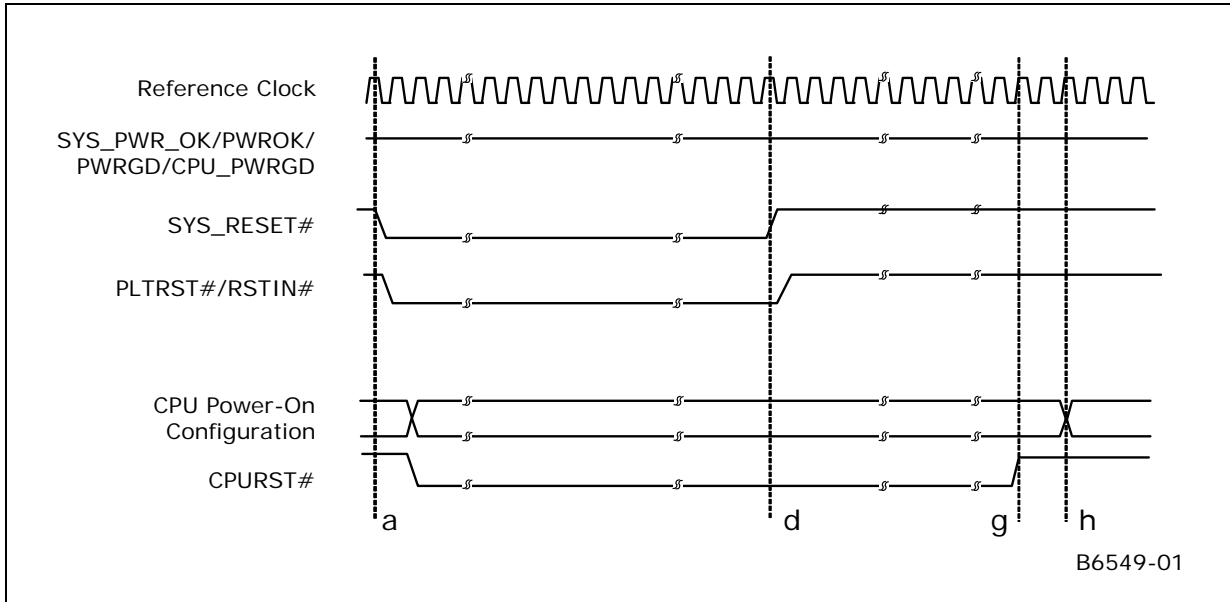 Reference Clock
SYS_PWR_OK/PWROK/
PWRGD/CPU_PWRGD
SYS_RESET#
PLTRST#/RSTIN#
CPU Power-On
Configuration
CPURST#
a
d
g
h
B6549-01